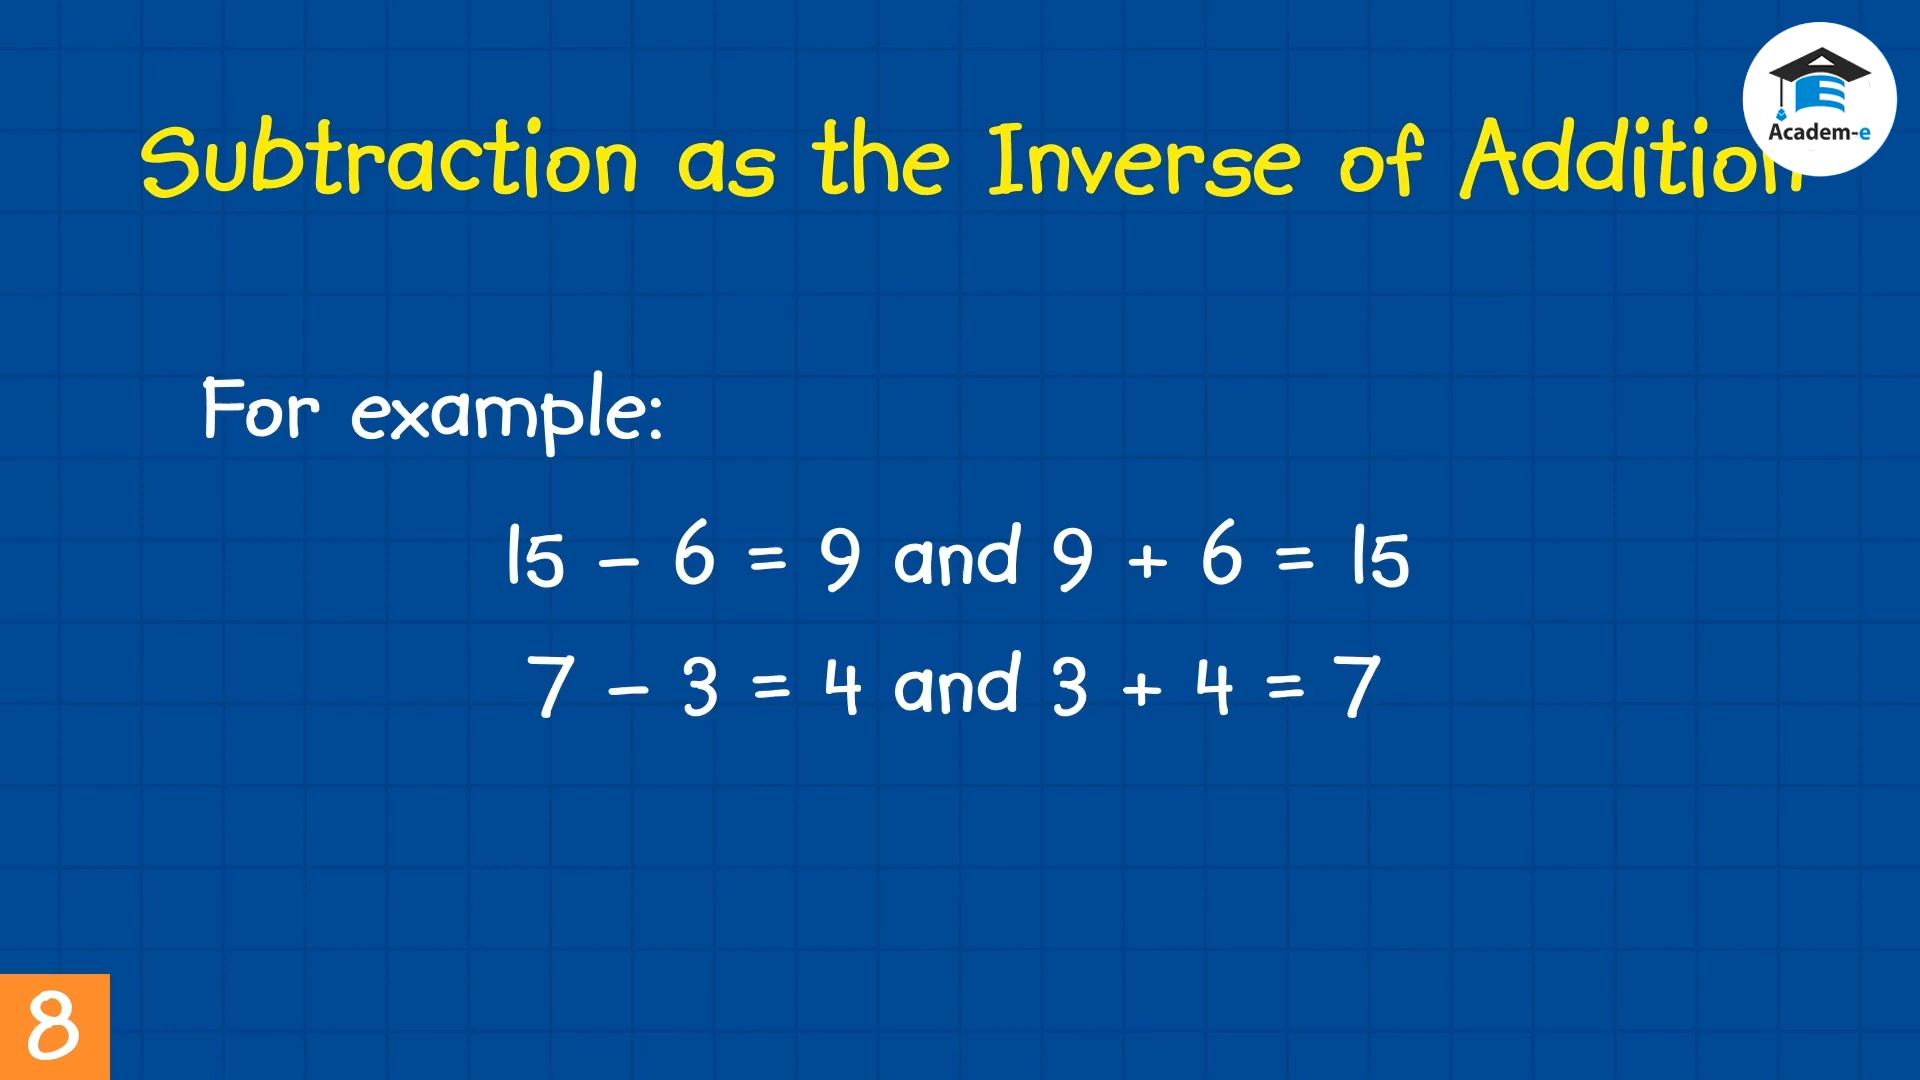 Academ-e
Subtraction as the Inverse of Addition
For example:
15 - 6 = 9 and 9 + 6 = 15
7 - 3 = 4 and 3 + 4 = 7
8